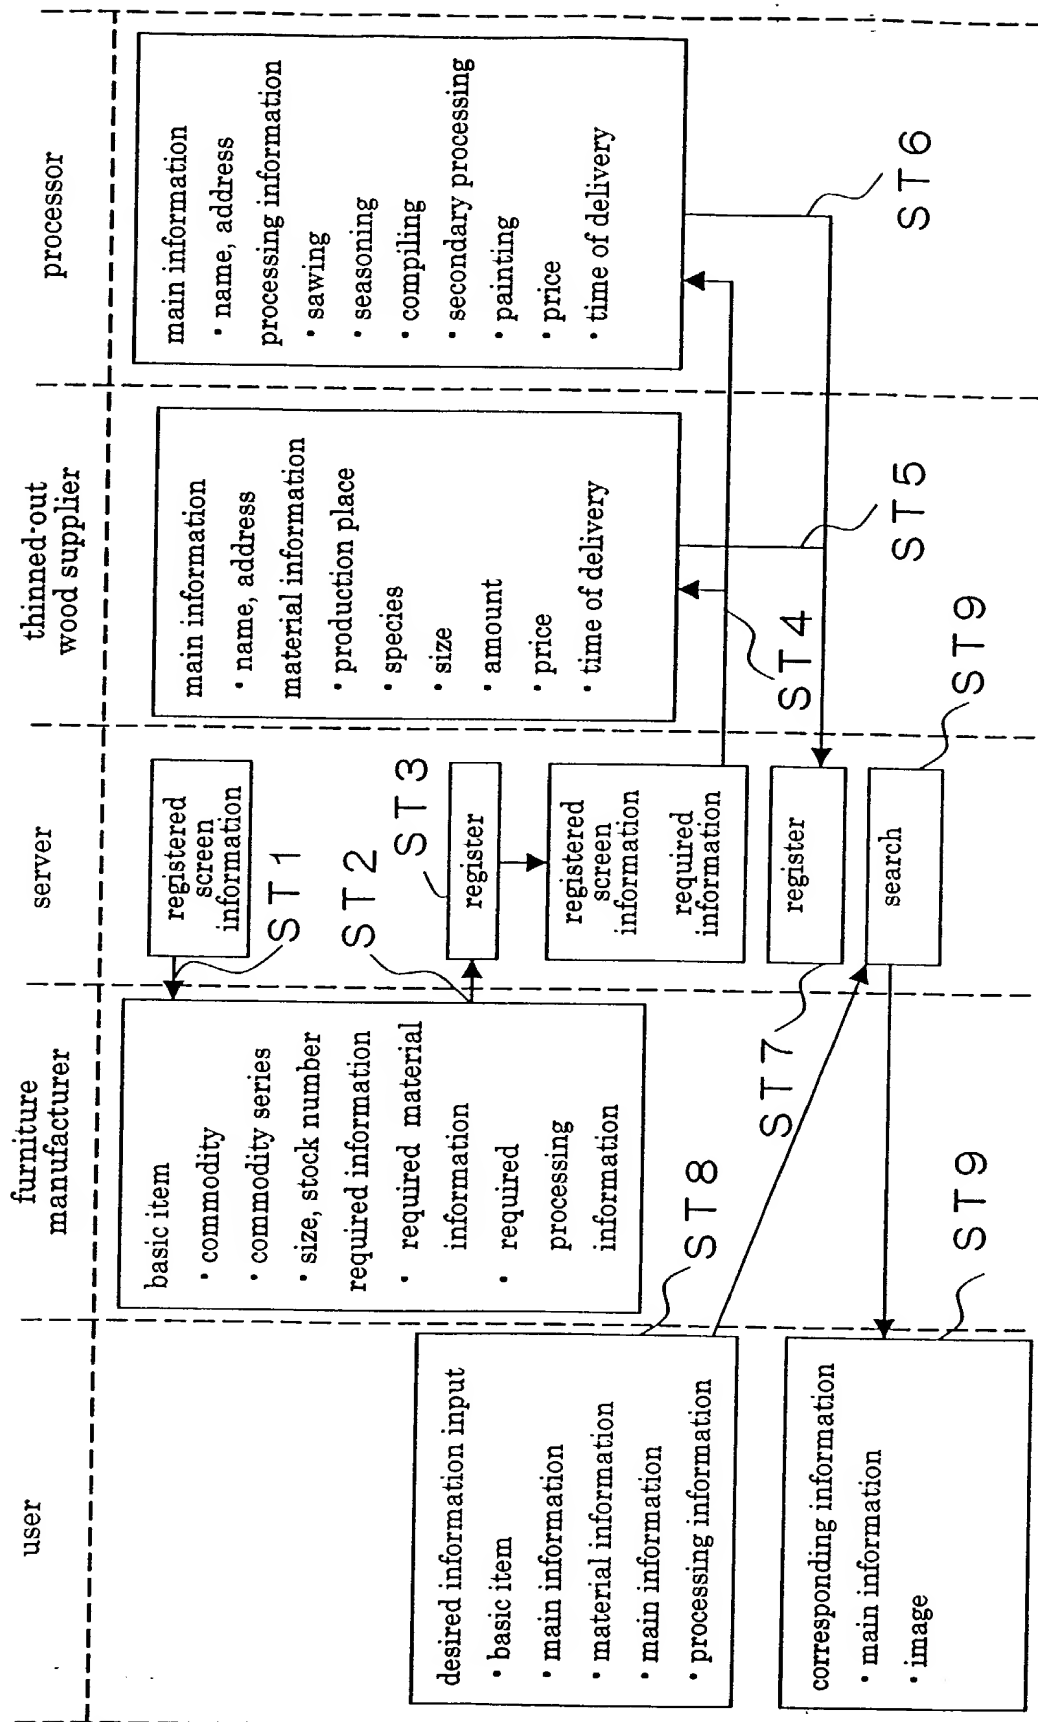 user
furniture
manufacturer
server
thinned-out
wood supplier
processor
desired information input
・basic item
・main information
・material information
・main information
・processing information
ST8
corresponding information
・main information
・image
ST9
basic item
・commodity
・commodity series
・size, stock number
required information
・required material
information
・required
processing
information
registered
screen
information
ST1
ST2
ST3
register
registered
screen
information
required
information
register
ST7
search
ST9
main information
・name, address
material information
・production place
・species
・size
・amount
・price
・time of delivery
ST4
ST5
main information
・name, address
processing information
・sawing
・seasoning
・compiling
・secondary processing
・painting
・price
・time of delivery
ST6